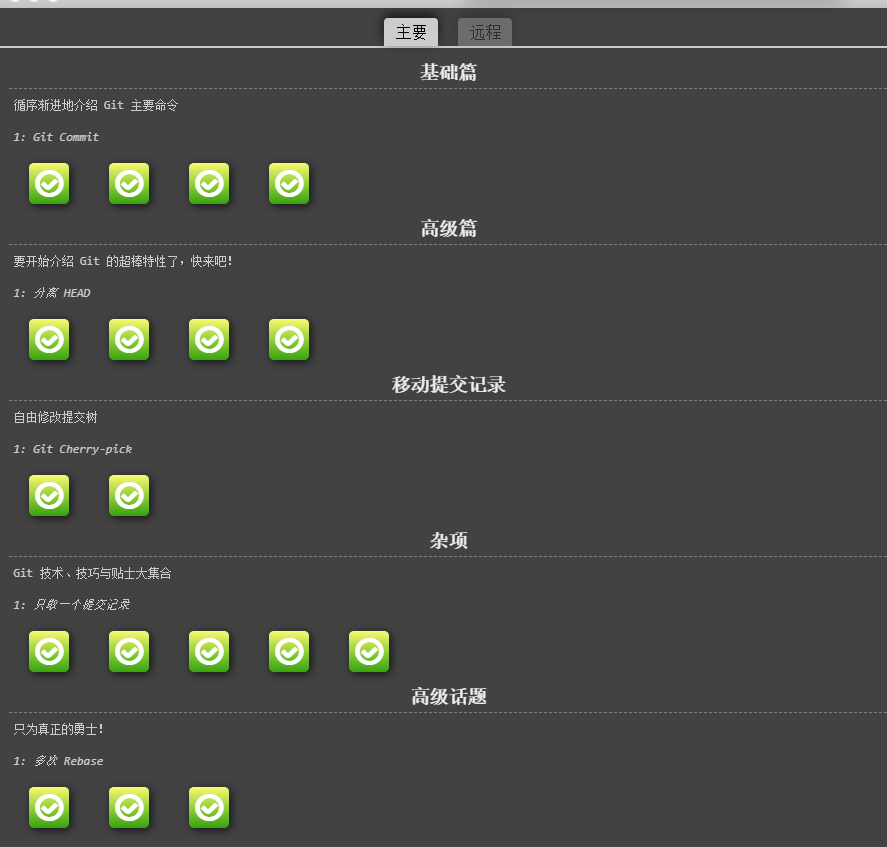 主要 远程
基础篇
循序渐进地介绍 Git 主要命令
1: Git Commit
高级篇
要开始介绍 Git 的超棒特性了，快来吧!
1: 分离 HEAD
移动提交记录
自由修改提交树
1: Git Cherry-pick
杂项
Git 技术、技巧与贴士大集合
1: 只取一个提交记录
高级话题
只为真正的勇士!
1: 多次 Rebase